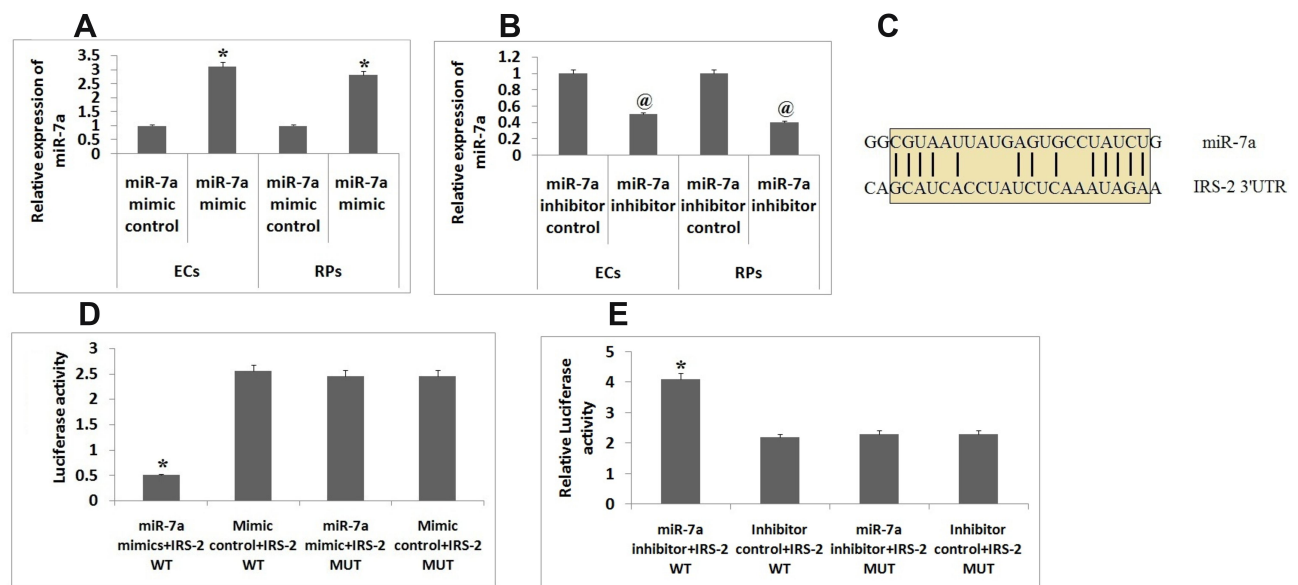 A
Relative expression of
miR-7a
3.5
3
2.5
2
1.5
1
0.5
0
*
*
miR-7a
mimic
control
miR-7a
mimic
miR-7a
mimic
control
miR-7a
mimic
ECs
RPs
B
Relative expression of
miR-7a
1.2
1
0.8
0.6
0.4
0.2
0
@
@
miR-7a
inhibitor
control
miR-7a
inhibitor
miR-7a
inhibitor
control
miR-7a
inhibitor
ECs
RPs
C
GGCGUAAUUAUGAGUGCCUAUCUG
miR-7a
CAGCAUCACCUAUCUCAAAUAGAA
IRS-2 3'UTR
D
Luciferase activity
3
2.5
2
1.5
1
0.5
0
*
miR-7a
mimics+IRS-2
WT
Mimic
control+IRS-2
WT
miR-7a
mimic+IRS-2
MUT
Mimic
control+IRS-2
MUT
E
Relative Luciferase
activity
5
4
3
2
1
0
*
miR-7a
inhibitor+IRS-2
WT
Inhibitor
control+IRS-2
WT
miR-7a
inhibitor+IRS-2
MUT
Inhibitor
control+IRS-2
MUT